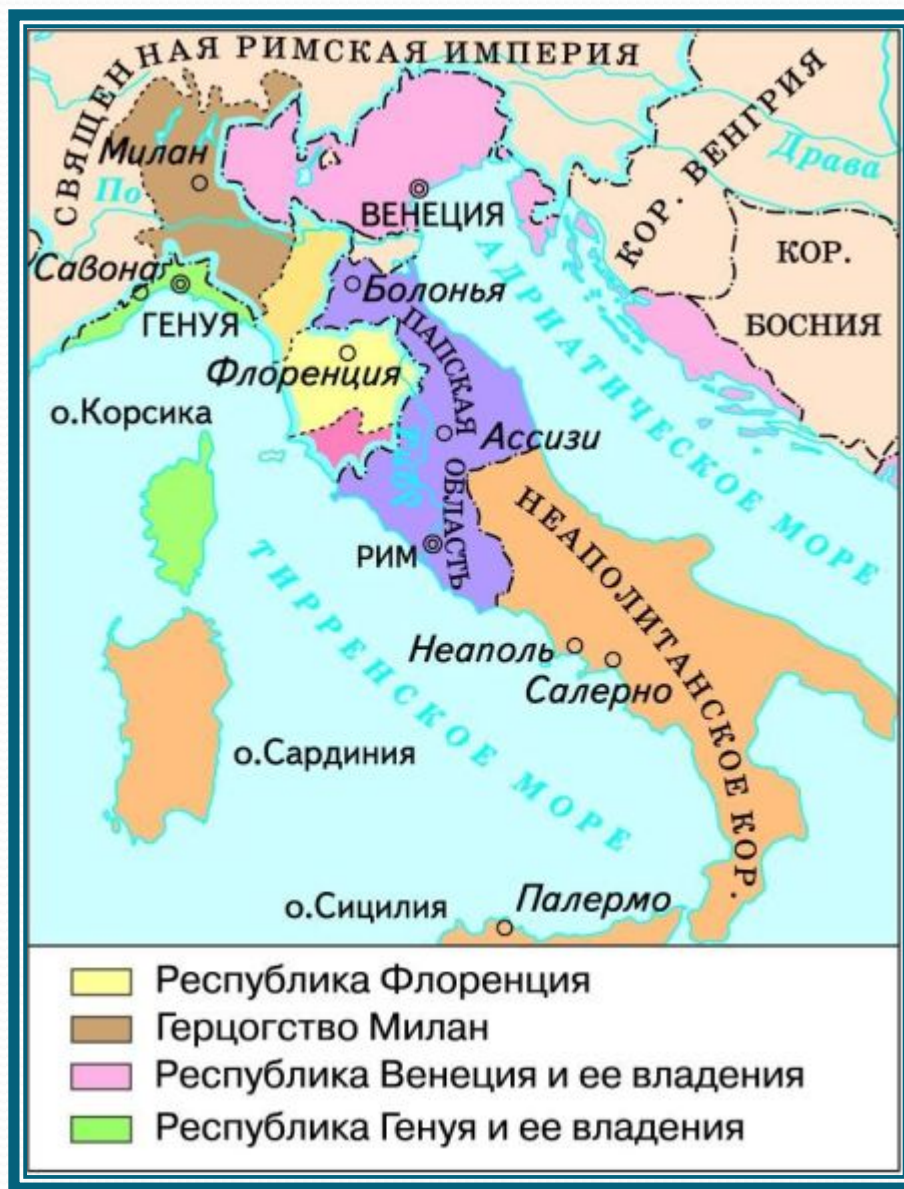 СВЯЩЕННАЯ РИМСКАЯ ИМПЕРИЯ
КОР. ВЕНГРИЯ
Драва
Милан
По
ВЕНЕЦИЯ
КОР.
БОСНИЯ
Савона
ГЕНУЯ
Болонья
АДРИАТИЧЕСКОЕ МОРЕ
ПАПСКАЯ ОБЛАСТЬ
Флоренция
о.Корсика
Ассизи
Тибр
НЕАПОЛИТАНСКОЕ КОР.
РИМ
ТИРРЕНСКОЕ МОРЕ
Неаполь
Салерно
о.Сардиния
о.Сицилия
Палермо
Республика Флоренция
Герцогство Милан
Республика Венеция и ее владения
Республика Генуя и ее владения